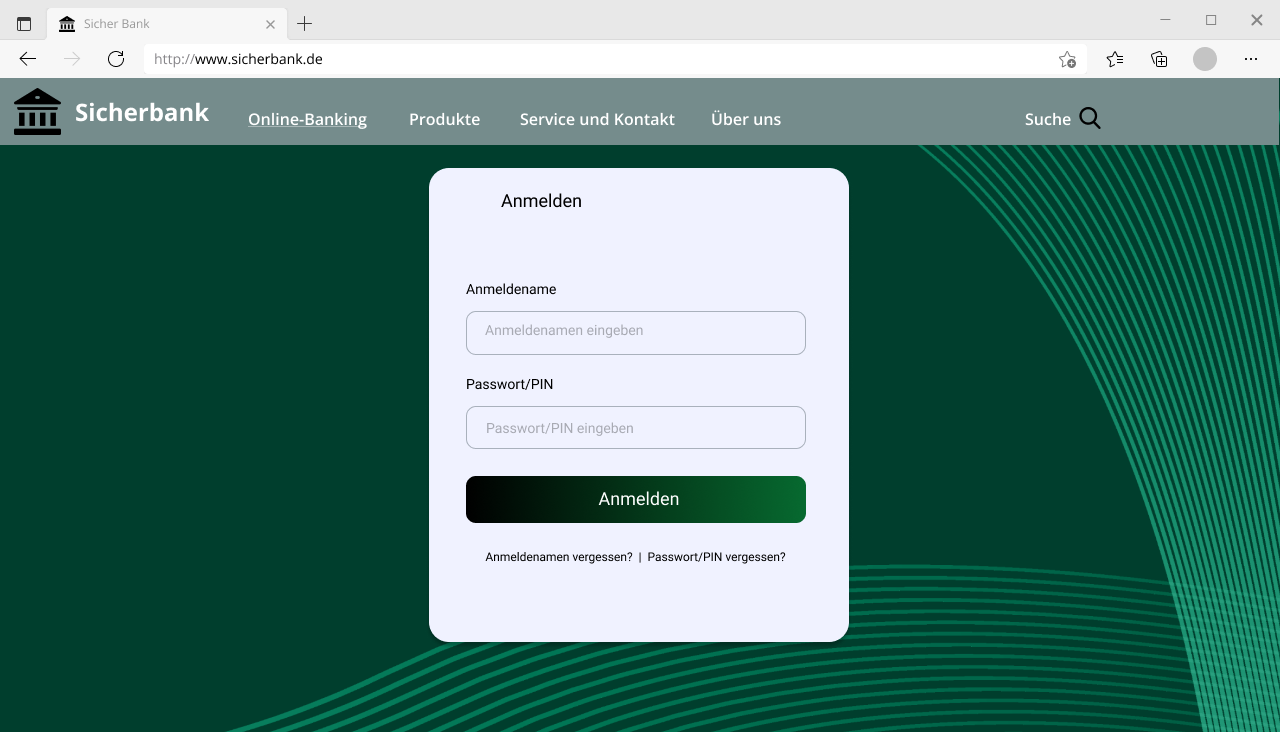 Sicher Bank
http://www.sicherbank.de
Sicherbank Online-Banking Produkte Service und Kontakt Über uns Suche
Anmelden
Anmeldename
Anmeldenamen eingeben
Passwort/PIN
Passwort/PIN eingeben
Anmelden
Anmeldenamen vergessen? | Passwort/PIN vergessen?